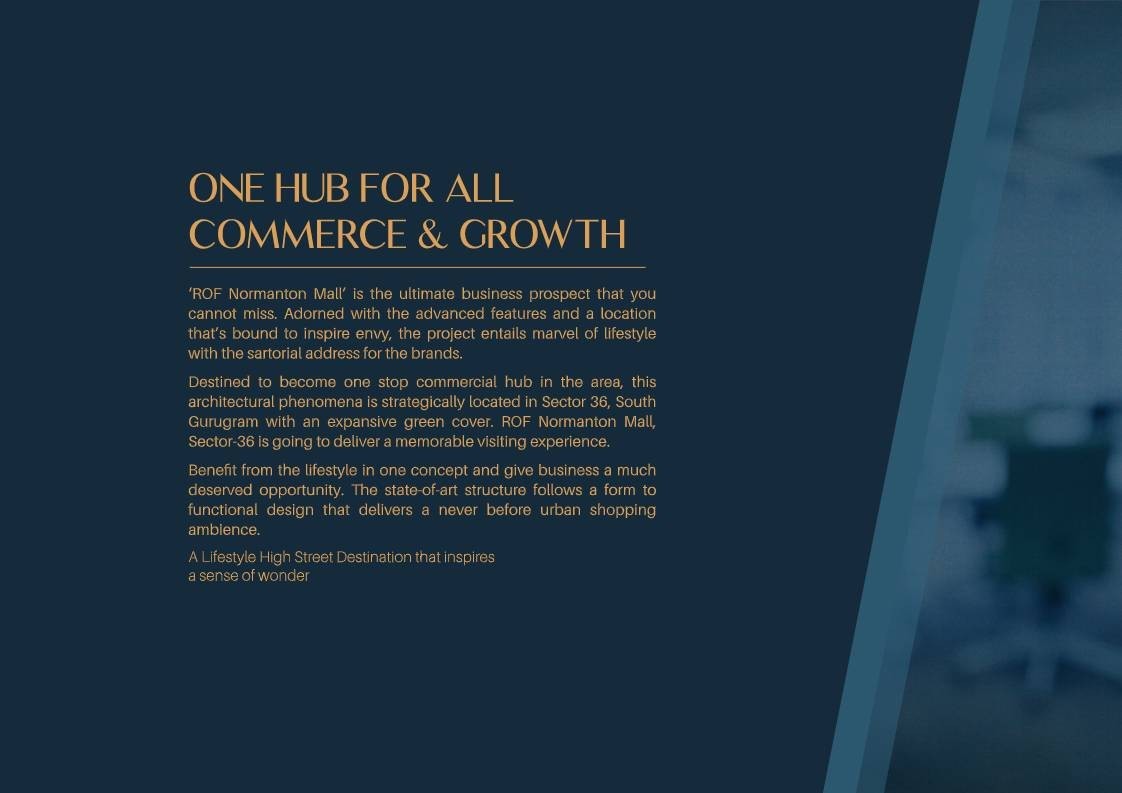 ONE HUB FOR ALL
COMMERCE & GROWTH
‘ROF Normanton Mall’ is the ultimate business prospect that you
cannot miss. Adorned with the advanced features and a location
that’s bound to inspire envy, the project entails marvel of lifestyle
with the sartorial address for the brands.
Destined to become one stop commercial hub in the area, this
architectural phenomena is strategically located in Sector 36, South
Gurugram with an expansive green cover. ROF Normanton Mall,
Sector-36 is going to deliver a memorable visiting experience.
Benefit from the lifestyle in one concept and give business a much
deserved opportunity. The state-of-art structure follows a form to
functional design that delivers a never before urban shopping
ambience.
A Lifestyle High Street Destination that inspires
a sense of wonder